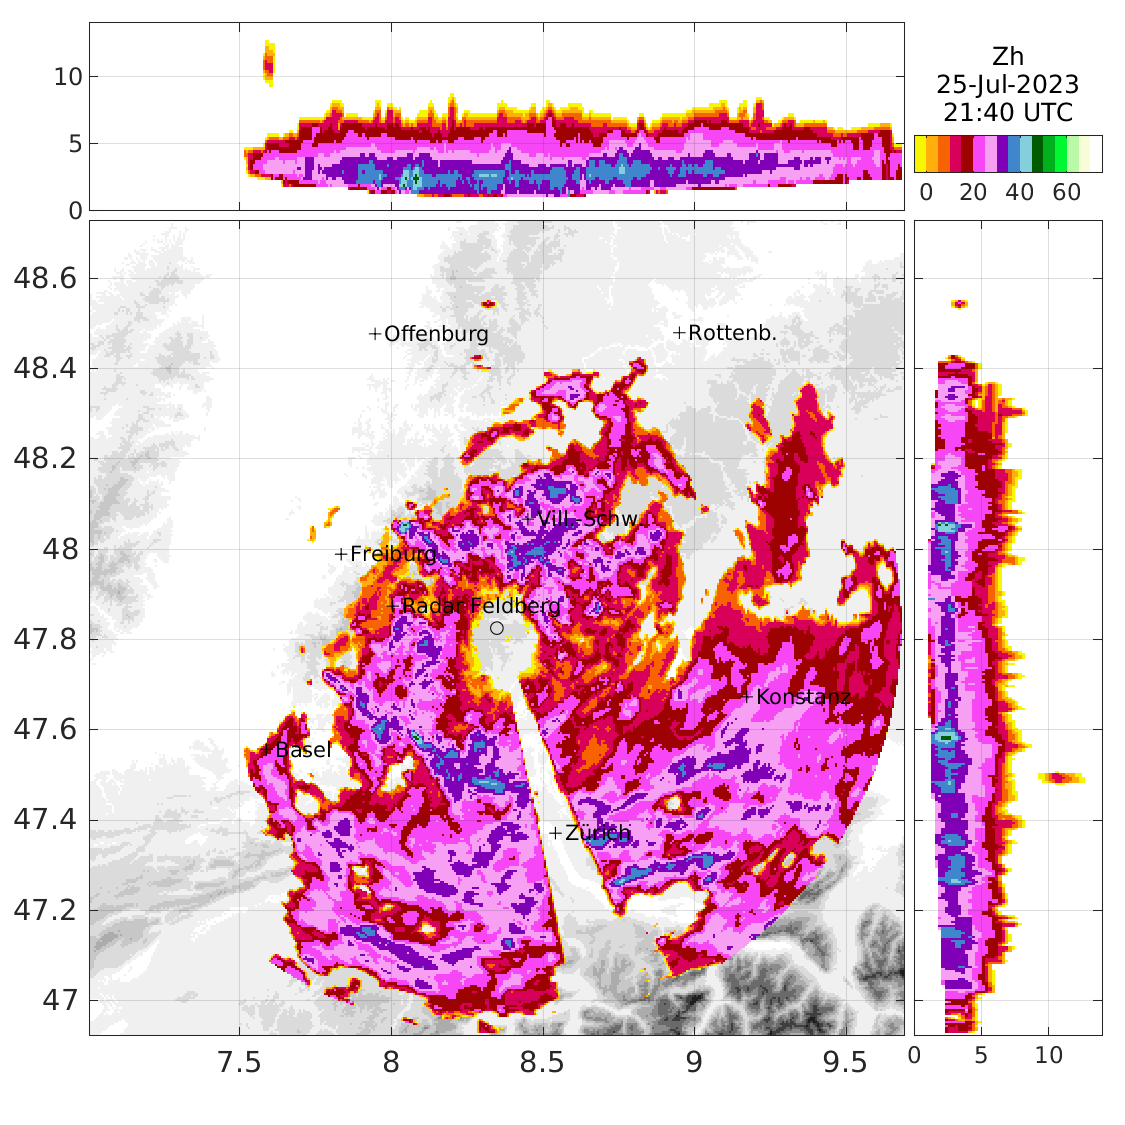 Zh
25-Jul-2023
21:40 UTC
0 20 40 60
10
5
0
48.6
48.4
48.2
48
47.8
47.6
47.4
47.2
47
+Offenburg
+Rottenb.
+Vill.-Schw.
+Freiburg
+Radar Feldberg
+Konstanz
+Basel
+Zürich
7.5 8 8.5 9 9.5
0 5 10